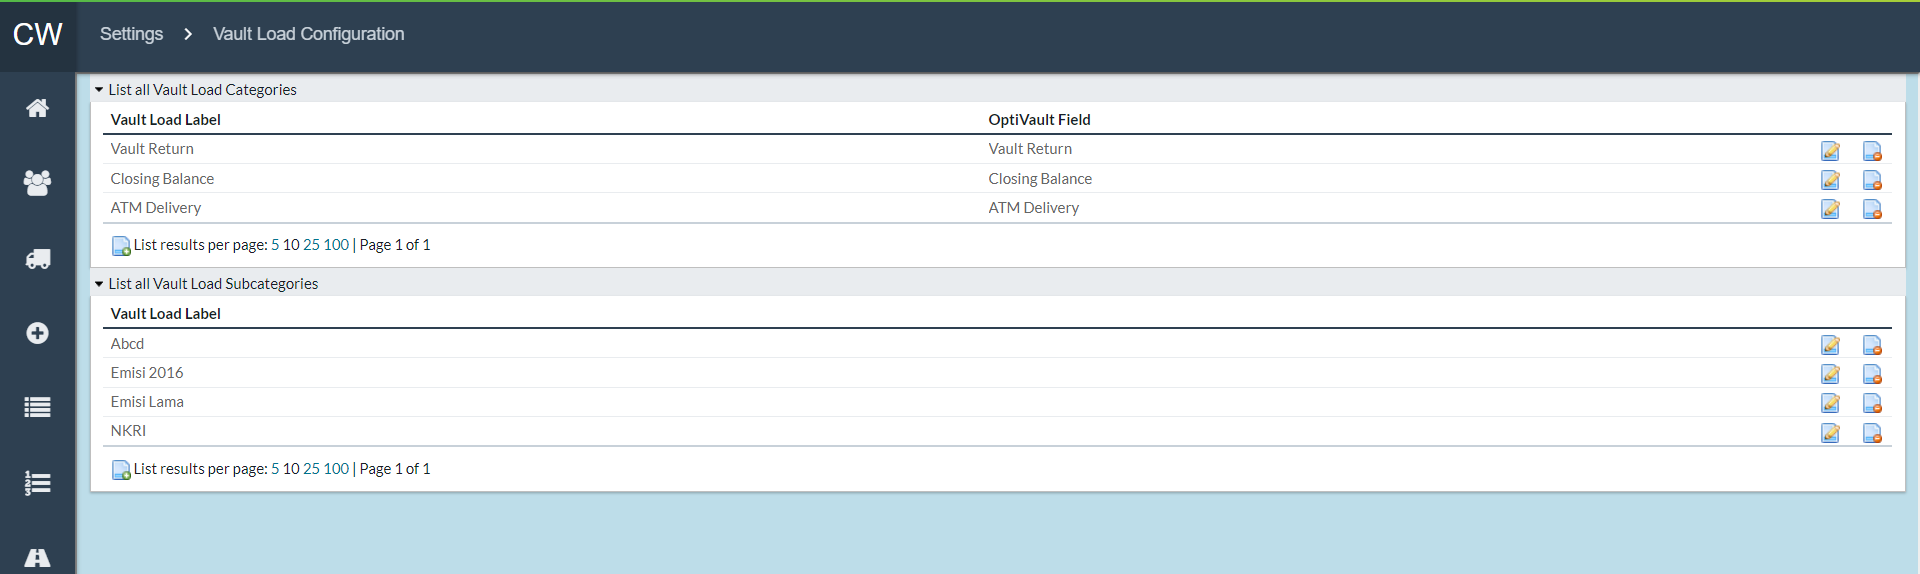 CW
Settings > Vault Load Configuration
List all Vault Load Categories
Vault Load Label OptiVault Field
Vault Return Vault Return
Closing Balance Closing Balance
ATM Delivery ATM Delivery
List results per page: 5 10 25 100 | Page 1 of 1
List all Vault Load Subcategories
Vault Load Label
Abcd
Emisi 2016
Emisi Lama
NKRI
List results per page: 5 10 25 100 | Page 1 of 1